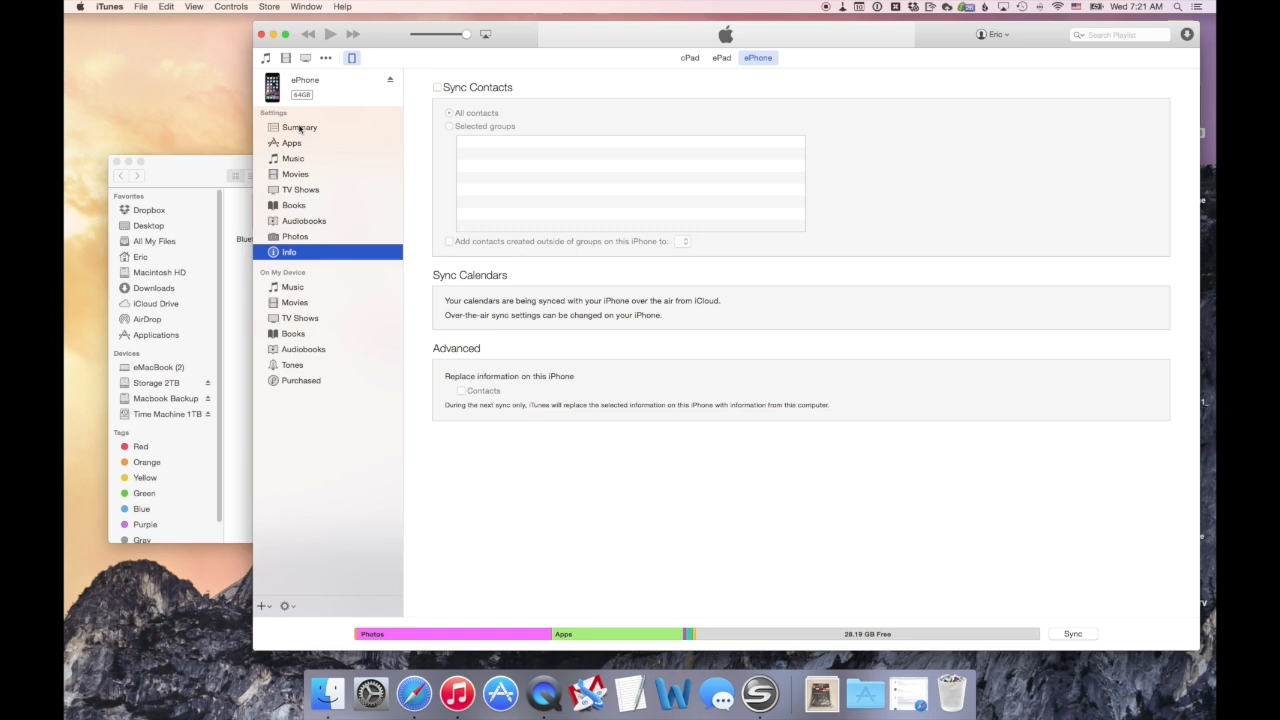 iTunes File Edit View Controls Store Window Help
Wed 7:21 AM
Eric
Search Playlist
cPad ePad ePhone
ePhone
64GB
Settings
Summary
Apps
Music
Movies
TV Shows
Books
Audiobooks
Photos
Info
On My Device
Music
Movies
TV Shows
Books
Audiobooks
Tones
Purchased
Sync Contacts
All contacts
Selected groups
Add contacts created outside of groups on this iPhone to:
Sync Calendars
Your calendars are being synced with your iPhone over the air from iCloud.
Over-the-air sync settings can be changed on your iPhone.
Advanced
Replace information on this iPhone
Contacts
During the next sync only, iTunes will replace the selected information on this iPhone with information from this computer.
Photos
Apps
28.19 GB Free
Sync
Favorites
Dropbox
Desktop
All My Files
Eric
Macintosh HD
Downloads
iCloud Drive
AirDrop
Applications
Devices
eMacBook (2)
Storage 2TB
Macbook Backup
Time Machine 1TB
Tags
Red
Orange
Yellow
Green
Blue
Purple
Gray